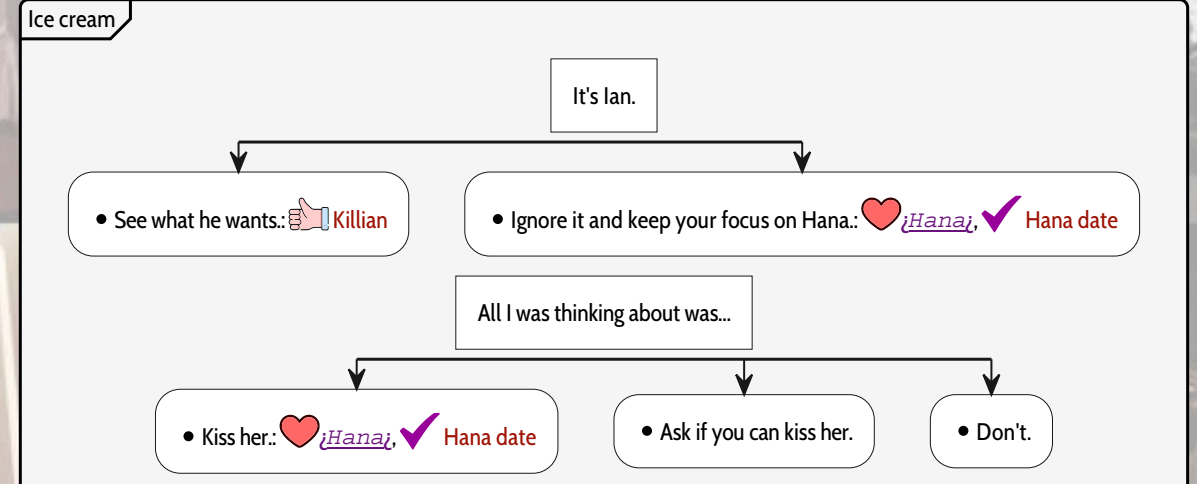 Ice cream
It's Ian.
• See what he wants.: Killian
• Ignore it and keep your focus on Hana.: ¿Hana¿, Hana date
All I was thinking about was...
• Kiss her.: ¿Hana¿, Hana date
• Ask if you can kiss her.
• Don't.